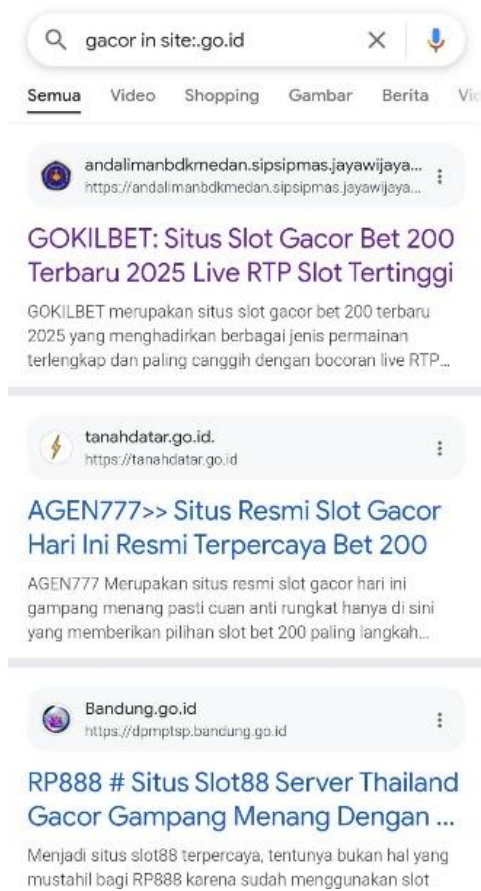 gacor in site:.go.id
Semua Video Shopping Gambar Berita
andalimanbdkmedan.sipsipmas.jayawijaya...
https://andalimanbdkmedan.sipsipmas.jayawijaya...
GOKILBET: Situs Slot Gacor Bet 200
Terbaru 2025 Live RTP Slot Tertinggi
GOKILBET merupakan situs slot gacor bet 200 terbaru
2025 yang menghadirkan berbagai jenis permainan
terlengkap dan paling canggih dengan bocoran live RTP...
tanahdatar.go.id.
https://tanahdatar.go.id
AGEN777>> Situs Resmi Slot Gacor
Hari Ini Resmi Terpercaya Bet 200
AGEN777 Merupakan situs resmi slot gacor hari ini
gampang menang pasti cuan anti rungkat hanya di sini
yang memberikan pilihan slot bet 200 paling langkah...
Bandung.go.id
https://dpmptsp.bandung.go.id
RP888 # Situs Slot88 Server Thailand
Gacor Gampang Menang Dengan ...
Menjadi situs slot88 terpercaya, tentunya bukan hal yang
mustahil bagi RP888 karena sudah menggunakan slot